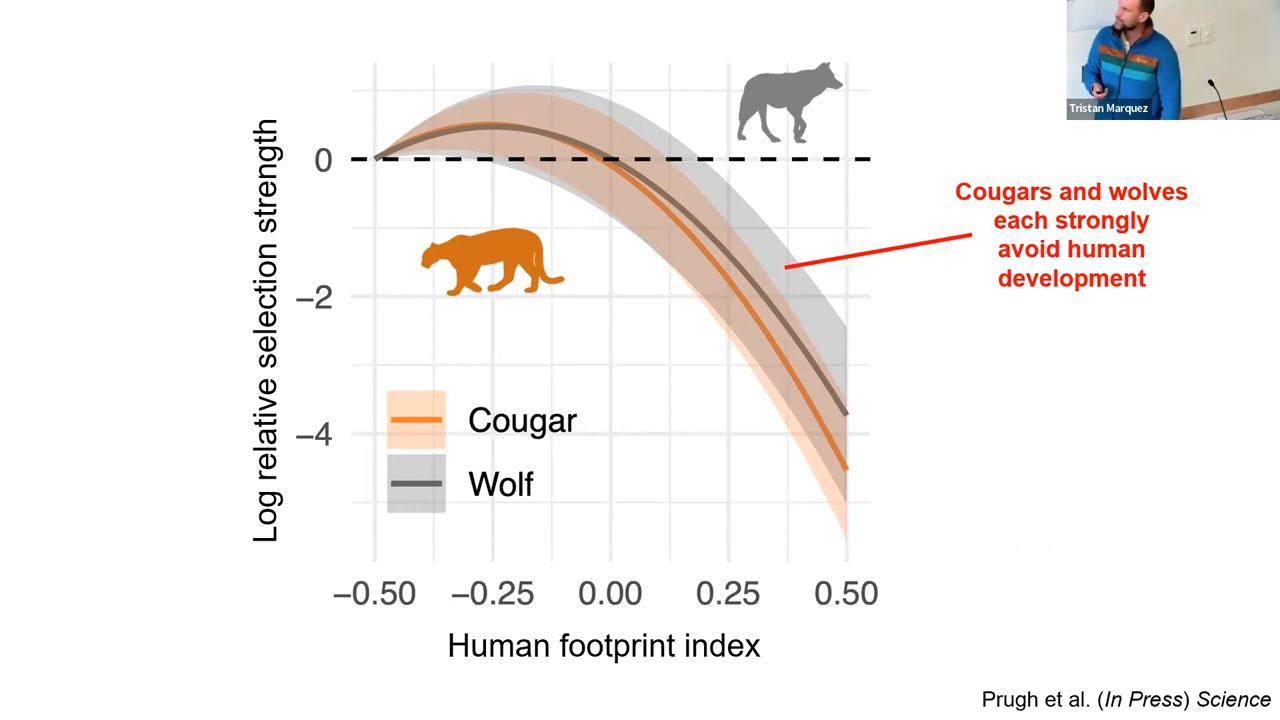 Tristan Marquez
Log relative selection strength
0
−2
−4
Cougar
Wolf
−0.50 −0.25 0.00 0.25 0.50
Human footprint index
Cougars and wolves
each strongly
avoid human
development
Prugh et al. (In Press) Science